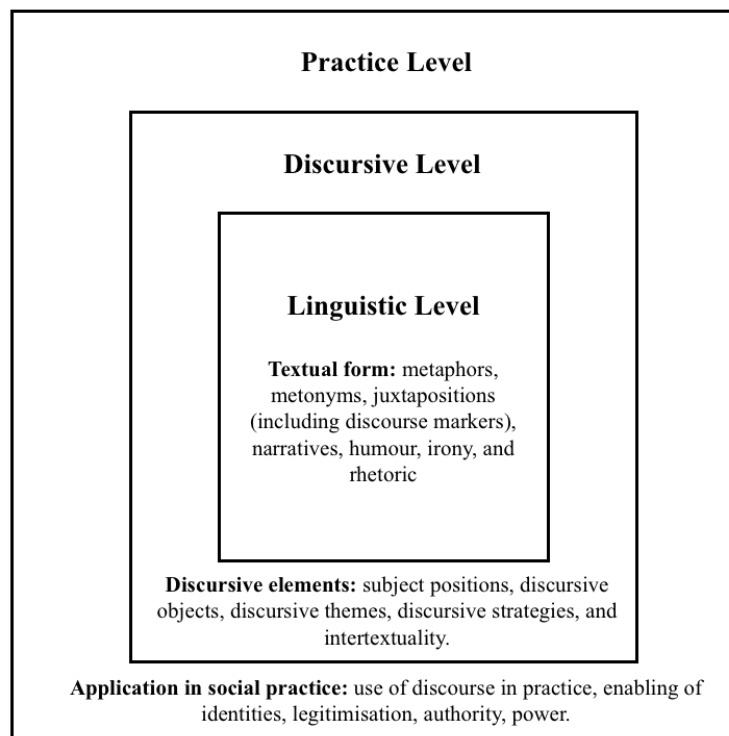 Practice Level
Discursive Level
Linguistic Level
Textual form: metaphors,
metonyms, juxtapositions
(including discourse markers),
narratives, humour, irony, and
rhetoric
Discursive elements: subject positions, discursive
objects, discursive themes, discursive strategies, and
intertextuality.
Application in social practice: use of discourse in practice, enabling of
identities, legitimisation, authority, power.